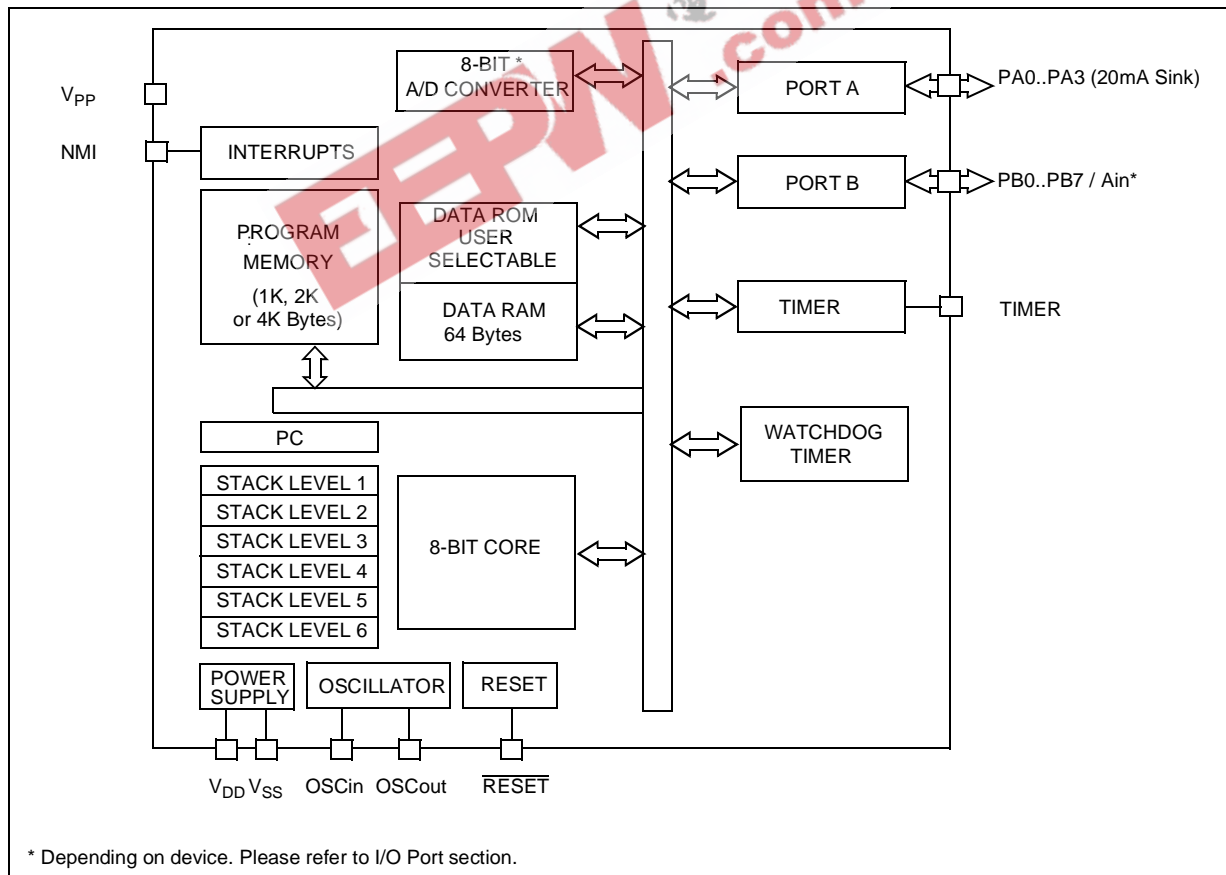 8-BIT *
A/D CONVERTER
PORT A
PA0..PA3 (20mA Sink)
VPP
NMI
INTERRUPTS
PORT B
PB0..PB7 / Ain*
PROGRAM
MEMORY
(1K, 2K
or 4K Bytes)
DATA ROM
USER
SELECTABLE
DATA RAM
64 Bytes
TIMER
TIMER
PC
WATCHDOG
TIMER
STACK LEVEL 1
STACK LEVEL 2
STACK LEVEL 3
STACK LEVEL 4
STACK LEVEL 5
STACK LEVEL 6
8-BIT CORE
POWER
SUPPLY
OSCILLATOR
RESET
VDD VSS
OSCin OSCout
RESET
* Depending on device. Please refer to I/O Port section.
EEPW
.com